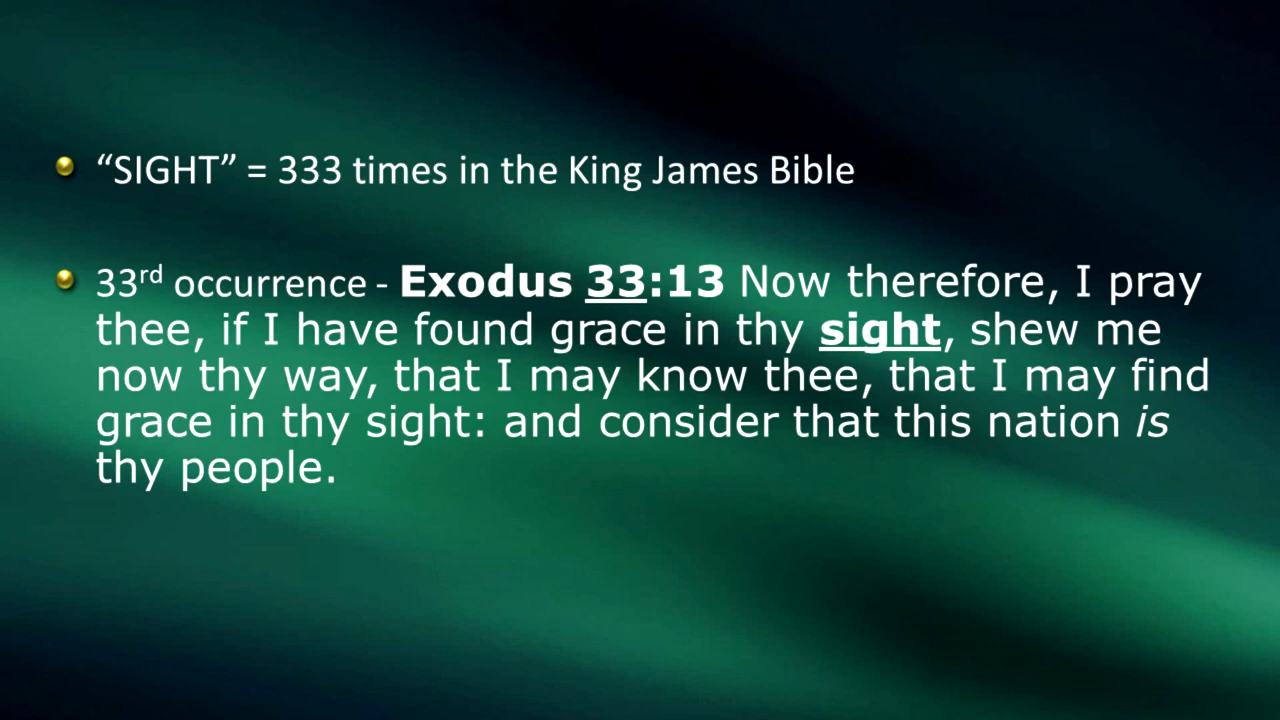 “SIGHT” = 333 times in the King James Bible
33rd occurrence - Exodus 33:13 Now therefore, I pray
thee, if I have found grace in thy sight, shew me
now thy way, that I may know thee, that I may find
grace in thy sight: and consider that this nation is
thy people.